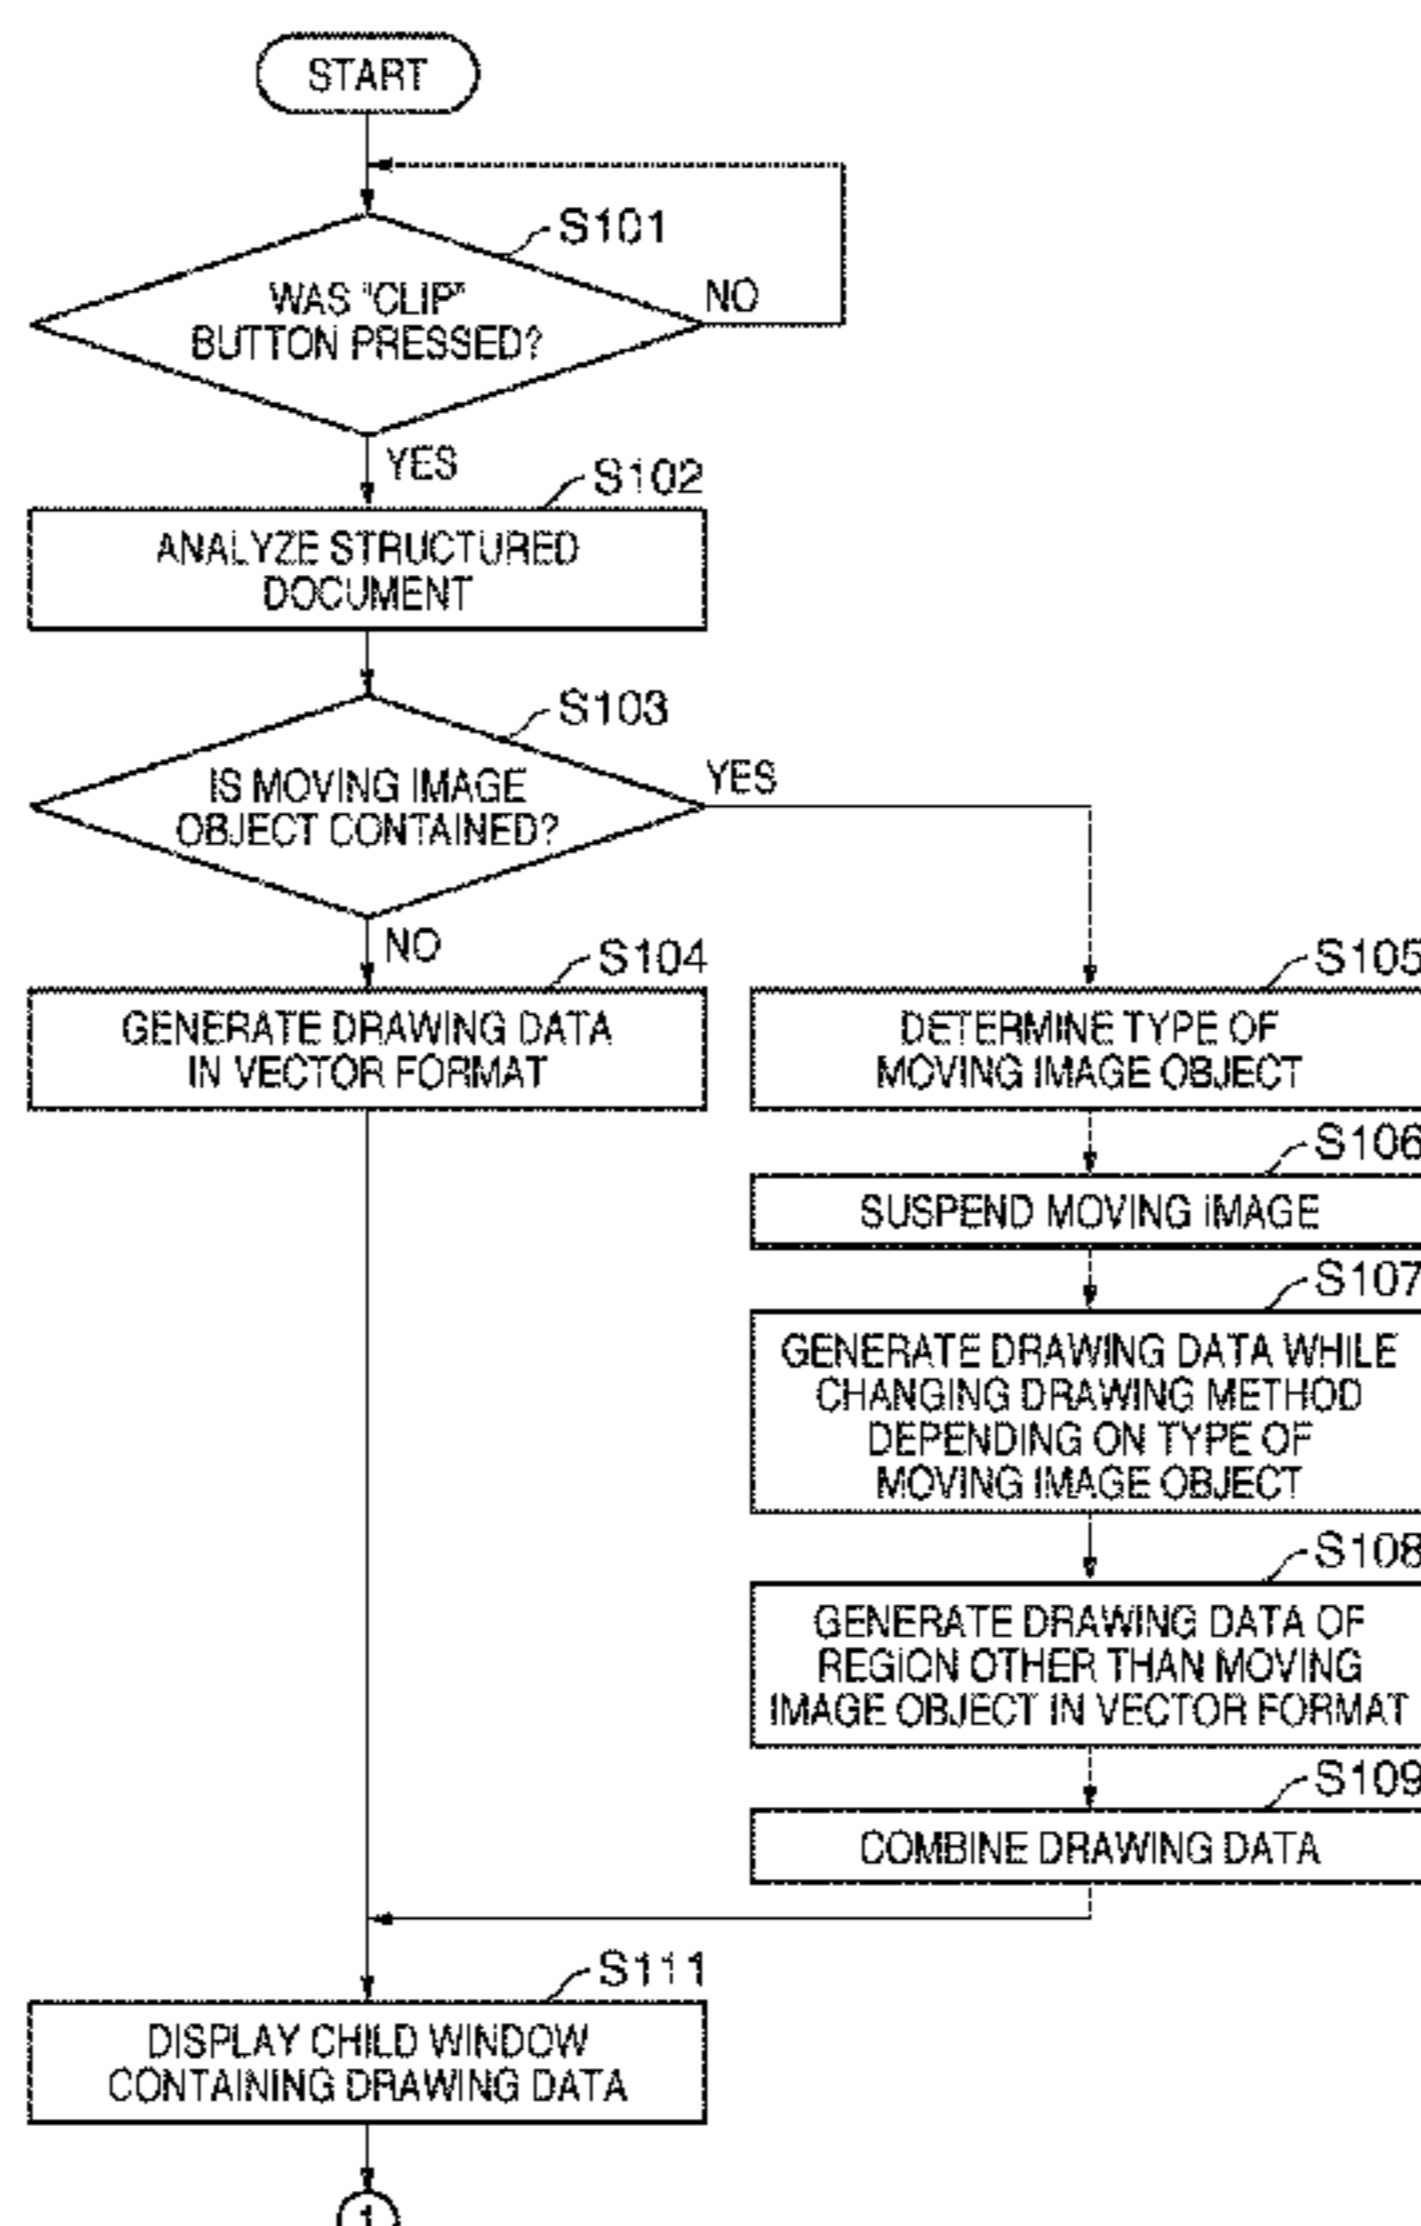 START
S101
WAS "CLIP"
BUTTON PRESSED?
NO
YES
S102
ANALYZE STRUCTURED
DOCUMENT
S103
IS MOVING IMAGE
OBJECT CONTAINED?
YES
NO
S104
GENERATE DRAWING DATA
IN VECTOR FORMAT
S105
DETERMINE TYPE OF
MOVING IMAGE OBJECT
S106
SUSPEND MOVING IMAGE
S107
GENERATE DRAWING DATA WHILE
CHANGING DRAWING METHOD
DEPENDING ON TYPE OF
MOVING IMAGE OBJECT
S108
GENERATE DRAWING DATA OF
REGION OTHER THAN MOVING
IMAGE OBJECT IN VECTOR FORMAT
S109
COMBINE DRAWING DATA
S111
DISPLAY CHILD WINDOW
CONTAINING DRAWING DATA
1